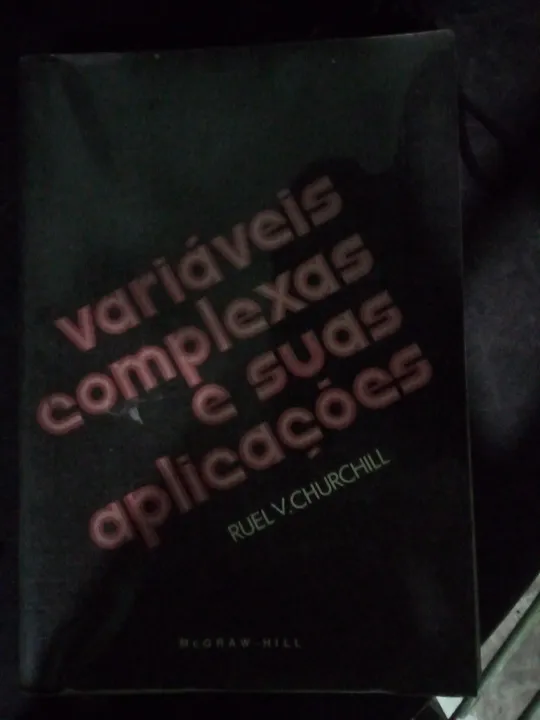 variáveis
complexas
e suas
aplicações
RUEL V. CHURCHILL
McGRAW-HILL